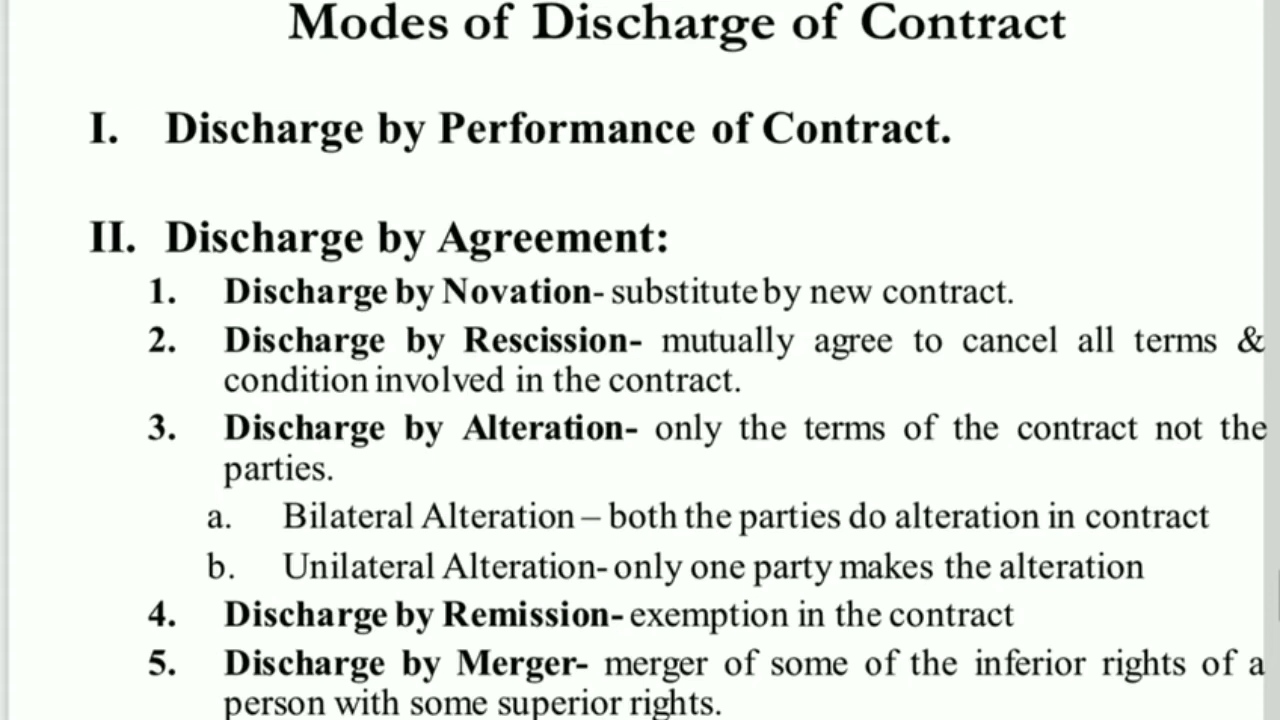 Modes of Discharge of Contract
I. Discharge by Performance of Contract.
II. Discharge by Agreement:
1. Discharge by Novation- substitute by new contract.
2. Discharge by Rescission- mutually agree to cancel all terms &
condition involved in the contract.
3. Discharge by Alteration- only the terms of the contract not the
parties.
a. Bilateral Alteration – both the parties do alteration in contract
b. Unilateral Alteration- only one party makes the alteration
4. Discharge by Remission- exemption in the contract
5. Discharge by Merger- merger of some of the inferior rights of a
person with some superior rights.